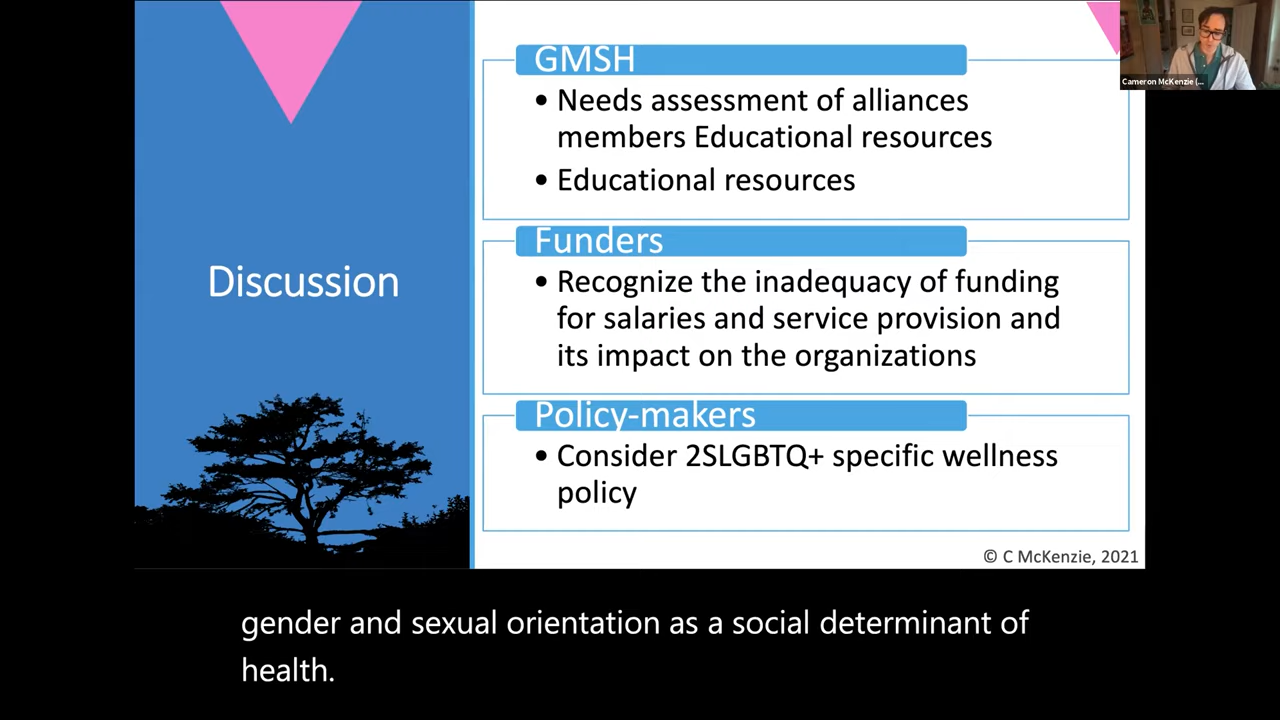 Discussion
GMSH
• Needs assessment of alliances
members Educational resources
• Educational resources
Funders
• Recognize the inadequacy of funding
for salaries and service provision and
its impact on the organizations
Policy-makers
• Consider 2SLGBTQ+ specific wellness
policy
© C McKenzie, 2021
Cameron McKenzie (...
gender and sexual orientation as a social determinant of
health.